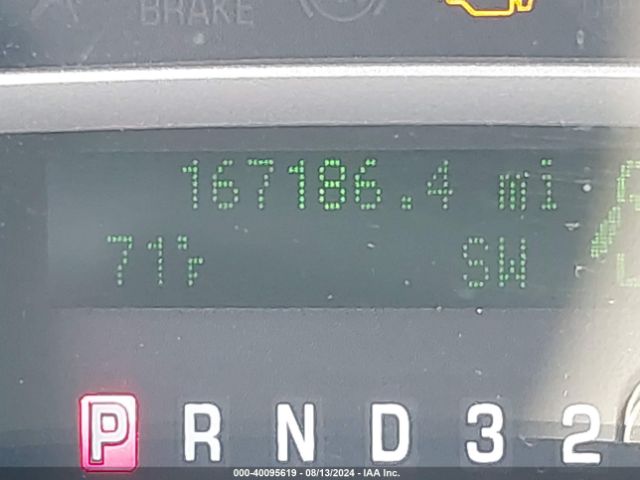 BRAKE
167186.4 mi
71°F SW
P R N D 3 2
000-40095619 - 08/13/2024 - IAA Inc.